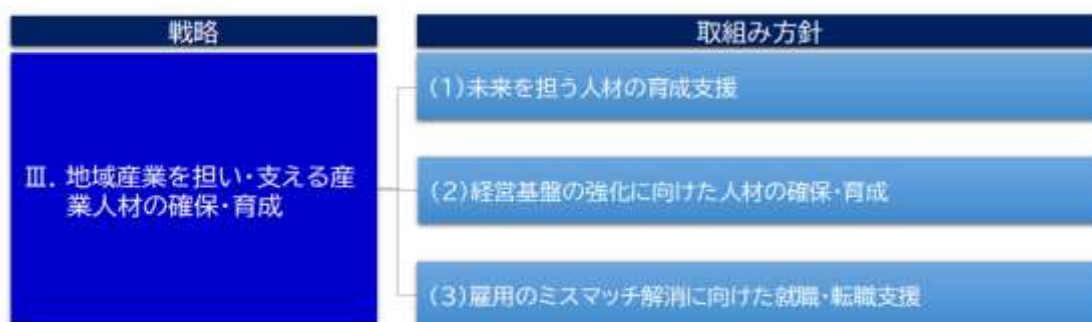 戦略
取組み方針
Ⅲ. 地域産業を担い・支える産
業人材の確保・育成
(1)未来を担う人材の育成支援
(2)経営基盤の強化に向けた人材の確保・育成
(3)雇用のミスマッチ解消に向けた就職・転職支援